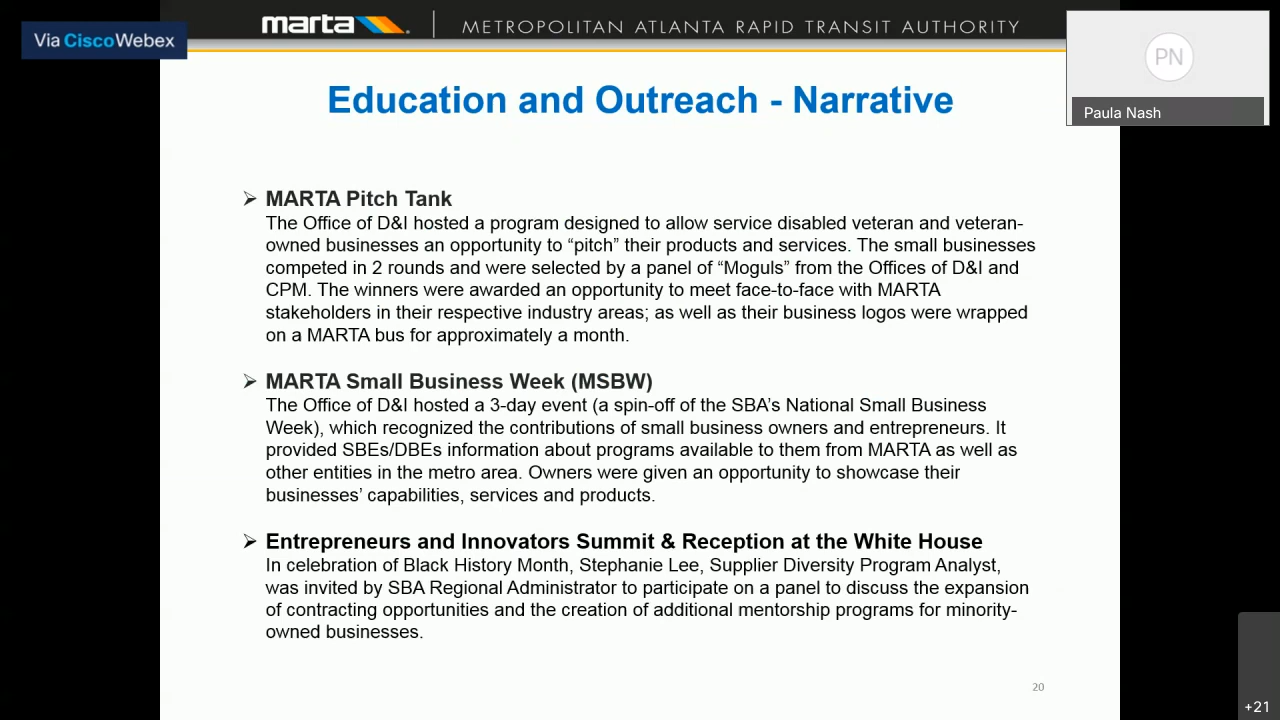 marta METROPOLITAN ATLANTA RAPID TRANSIT AUTHORITY
Via CiscoWebex
PN
Paula Nash
Education and Outreach - Narrative
➢ MARTA Pitch Tank
The Office of D&I hosted a program designed to allow service disabled veteran and veteran-
owned businesses an opportunity to “pitch” their products and services. The small businesses
competed in 2 rounds and were selected by a panel of “Moguls” from the Offices of D&I and
CPM. The winners were awarded an opportunity to meet face-to-face with MARTA
stakeholders in their respective industry areas; as well as their business logos were wrapped
on a MARTA bus for approximately a month.
➢ MARTA Small Business Week (MSBW)
The Office of D&I hosted a 3-day event (a spin-off of the SBA’s National Small Business
Week), which recognized the contributions of small business owners and entrepreneurs. It
provided SBEs/DBEs information about programs available to them from MARTA as well as
other entities in the metro area. Owners were given an opportunity to showcase their
businesses’ capabilities, services and products.
➢ Entrepreneurs and Innovators Summit & Reception at the White House
In celebration of Black History Month, Stephanie Lee, Supplier Diversity Program Analyst,
was invited by SBA Regional Administrator to participate on a panel to discuss the expansion
of contracting opportunities and the creation of additional mentorship programs for minority-
owned businesses.
20
+21